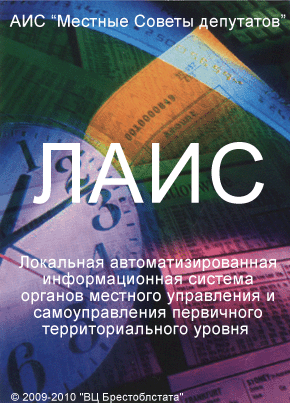 АИС “Местные Советы депутатов”
ЛАИС
Локальная автоматизированная
информационная система
органов местного управления и
самоуправления первичного
территориального уровня
© 2009-2010 "ВЦ Брестоблстата"